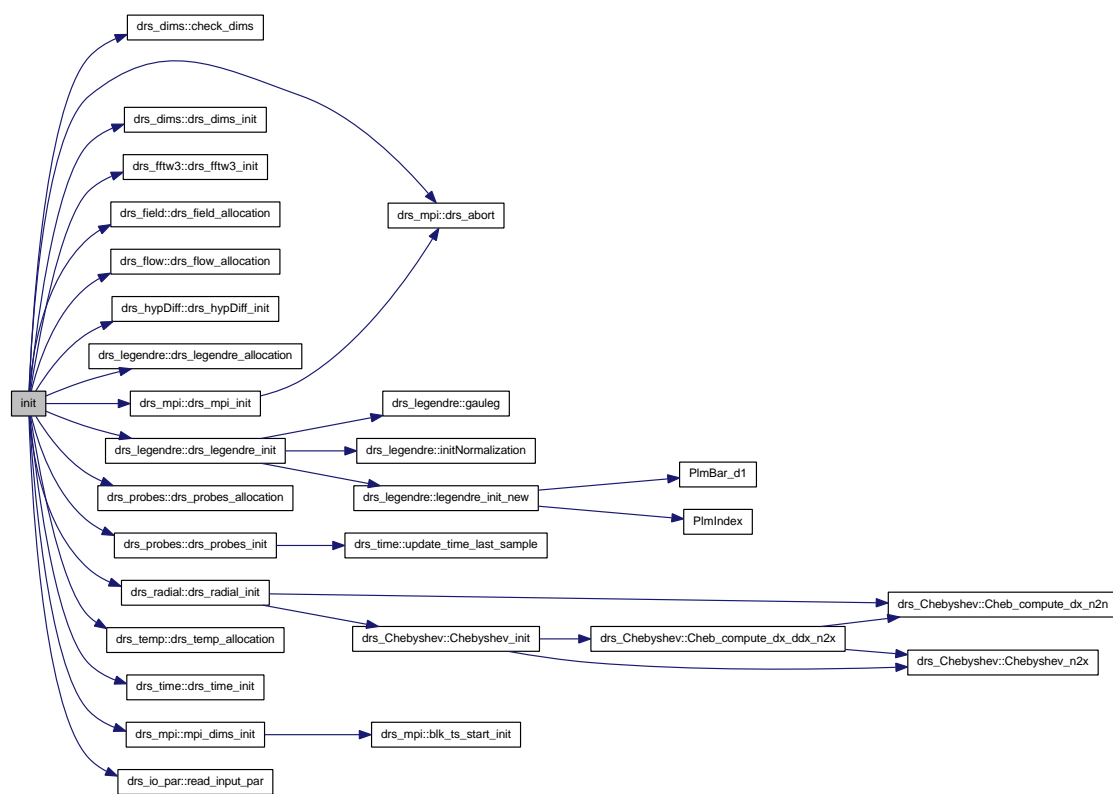 drs_dims::check_dims
drs_dims::drs_dims_init
drs_fftw3::drs_fftw3_init
drs_field::drs_field_allocation
drs_mpi::drs_abort
drs_flow::drs_flow_allocation
drs_hypDiff::drs_hypDiff_init
drs_legendre::drs_legendre_allocation
init
drs_mpi::drs_mpi_init
drs_legendre::gauleg
drs_legendre::drs_legendre_init
drs_legendre::initNormalization
PlmBar_d1
drs_probes::drs_probes_allocation
drs_legendre::legendre_init_new
PlmIndex
drs_probes::drs_probes_init
drs_time::update_time_last_sample
drs_radial::drs_radial_init
drs_Chebyshev::Cheb_compute_dx_n2n
drs_temp::drs_temp_allocation
drs_Chebyshev::Chebyshev_init
drs_Chebyshev::Cheb_compute_dx_ddx_n2x
drs_Chebyshev::Chebyshev_n2x
drs_time::drs_time_init
drs_mpi::mpi_dims_init
drs_mpi::blk_ts_start_init
drs_io_par::read_input_par